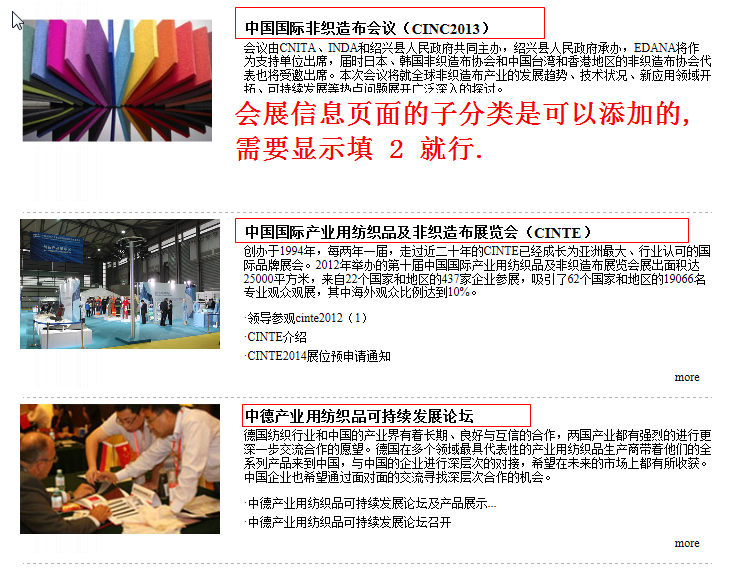 中国国际非织造布会议（CINC2013）
会议由CNITA、INDA和绍兴县人民政府共同主办，绍兴县人民政府承办，EDANA将作
为支持单位出席，届时日本、韩国非织造布协会和中国台湾和香港地区的非织造布协会代
表也将受邀出席。本次会议将就全球非织造布产业的发展趋势、技术状况、新应用领域开
拓、可持续发展等热点问题展开广泛深入的探讨。
会展信息页面的子分类是可以添加的,
需要显示填 2 就行.
中国国际产业用纺织品及非织造布展览会（CINTE）
创办于1994年，每两年一届，走过近二十年的CINTE已经成长为亚洲最大、行业认可的国
际品牌展会。2012年举办的第十届中国国际产业用纺织品及非织造布展览会展出面积达
25000平方米，来自22个国家和地区的437家企业参展，吸引了62个国家和地区的19066名
专业观众观展，其中海外观众比例达到10%。
·领导参观cinte2012（1）
·CINTE介绍
·CINTE2014展位预申请通知
more
中德产业用纺织品可持续发展论坛
德国纺织行业和中国的产业界有着长期、良好与互信的合作，两国产业都有强烈的进行更
深一步交流合作的愿望。德国在多个领域最具代表性的产业用纺织品生产商带着他们的全
系列产品来到中国，与中国的企业进行深层次的对接，希望在未来的市场上都有所收获。
中国企业也希望通过面对面的交流寻找深层次合作的机会。
·中德产业用纺织品可持续发展论坛及产品展示...
·中德产业用纺织品可持续发展论坛召开
more